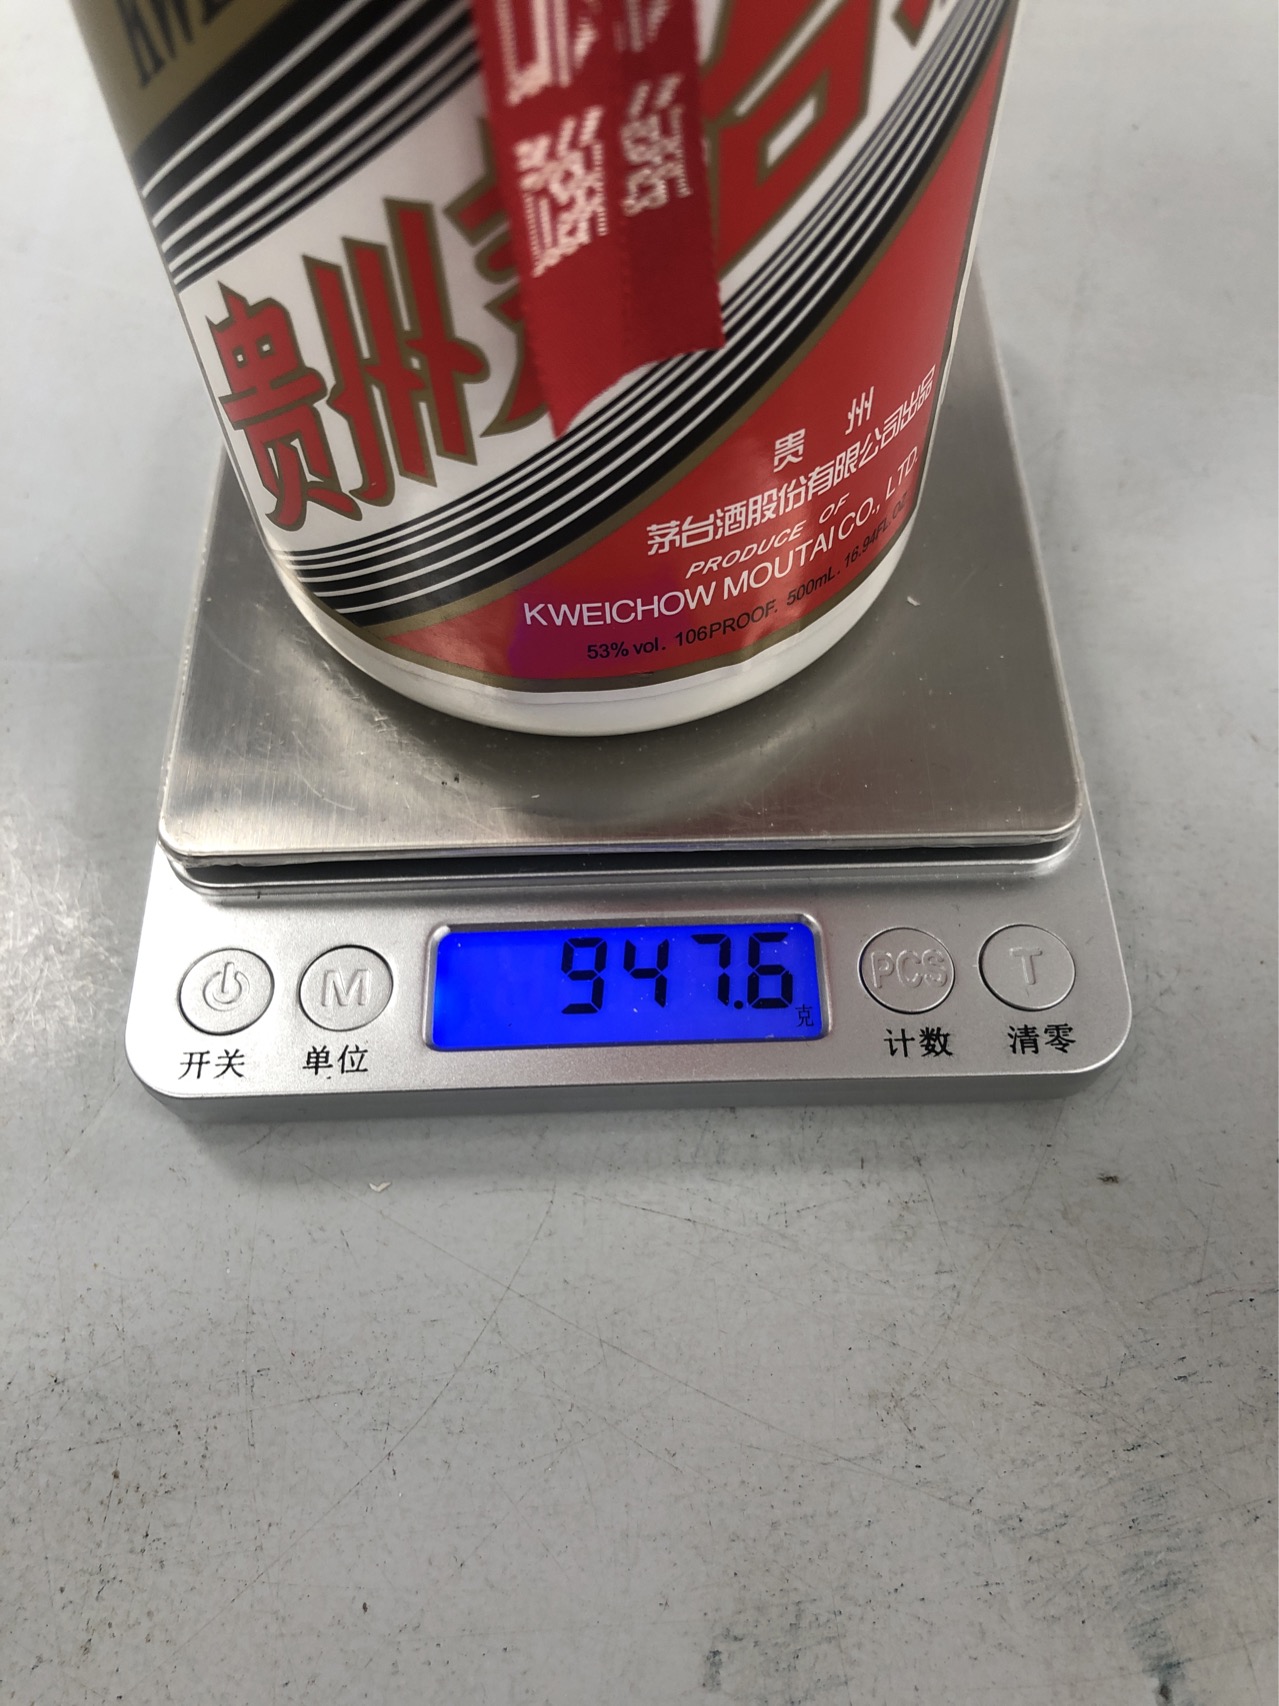 贵州
贵 州
茅台酒股份有限公司出品
PRODUCE OF
KWEICHOW MOUTAI CO., LTD.
53% vol. 106PROOF. 500mL. 16.94FL.OZ
947.6
克
M
PCS
T
开关
单位
计数
清零